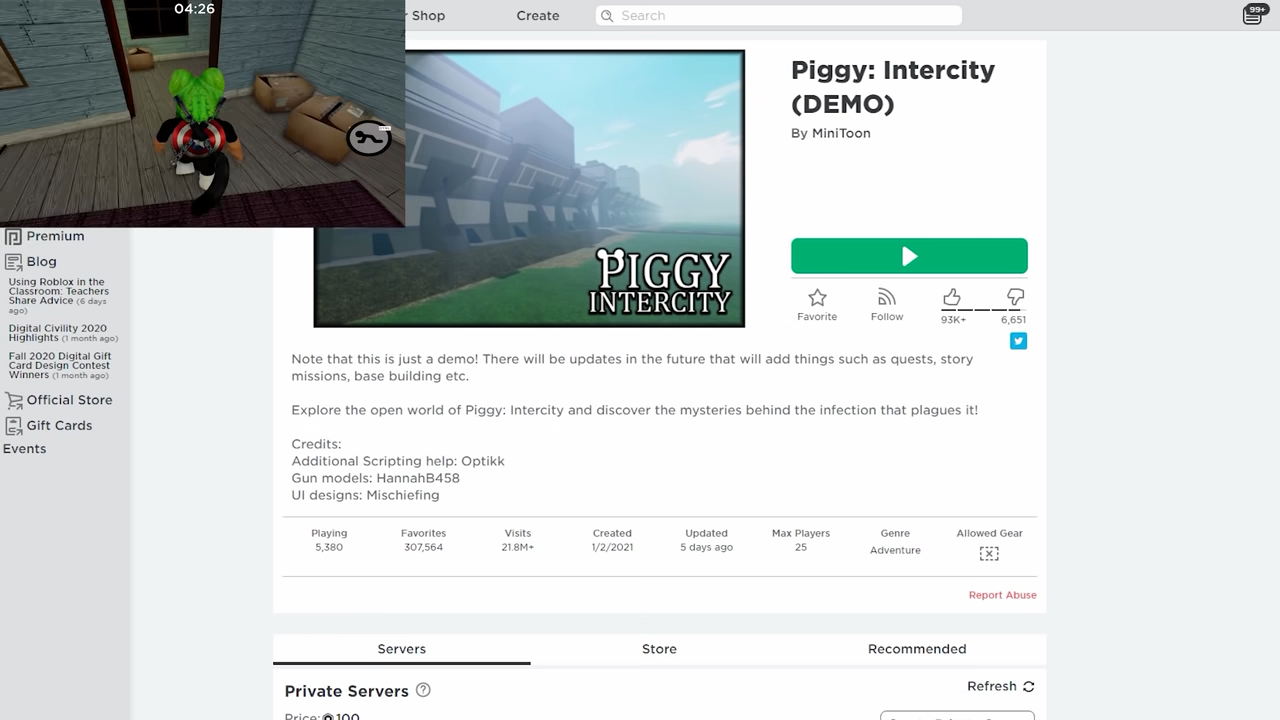 04:26
Shop
Create
Search
99+
Piggy: Intercity
(DEMO)
By MiniToon
PIGGY
INTERCITY
Favorite
Follow
93K+
6,651
Premium
Blog
Using Roblox in the
Classroom: Teachers
Share Advice (6 days
ago)
Digital Civility 2020
Highlights (1 month ago)
Fall 2020 Digital Gift
Card Design Contest
Winners (1 month ago)
Official Store
Gift Cards
Events
Note that this is just a demo! There will be updates in the future that will add things such as quests, story
missions, base building etc.
Explore the open world of Piggy: Intercity and discover the mysteries behind the infection that plagues it!
Credits:
Additional Scripting help: Optikk
Gun models: HannahB458
UI designs: Mischiefing
Playing Favorites Visits Created Updated Max Players Genre Allowed Gear
5,380 307,564 21.8M+ 1/2/2021 5 days ago 25 Adventure
Report Abuse
Servers Store Recommended
Private Servers
Refresh
Price: 100